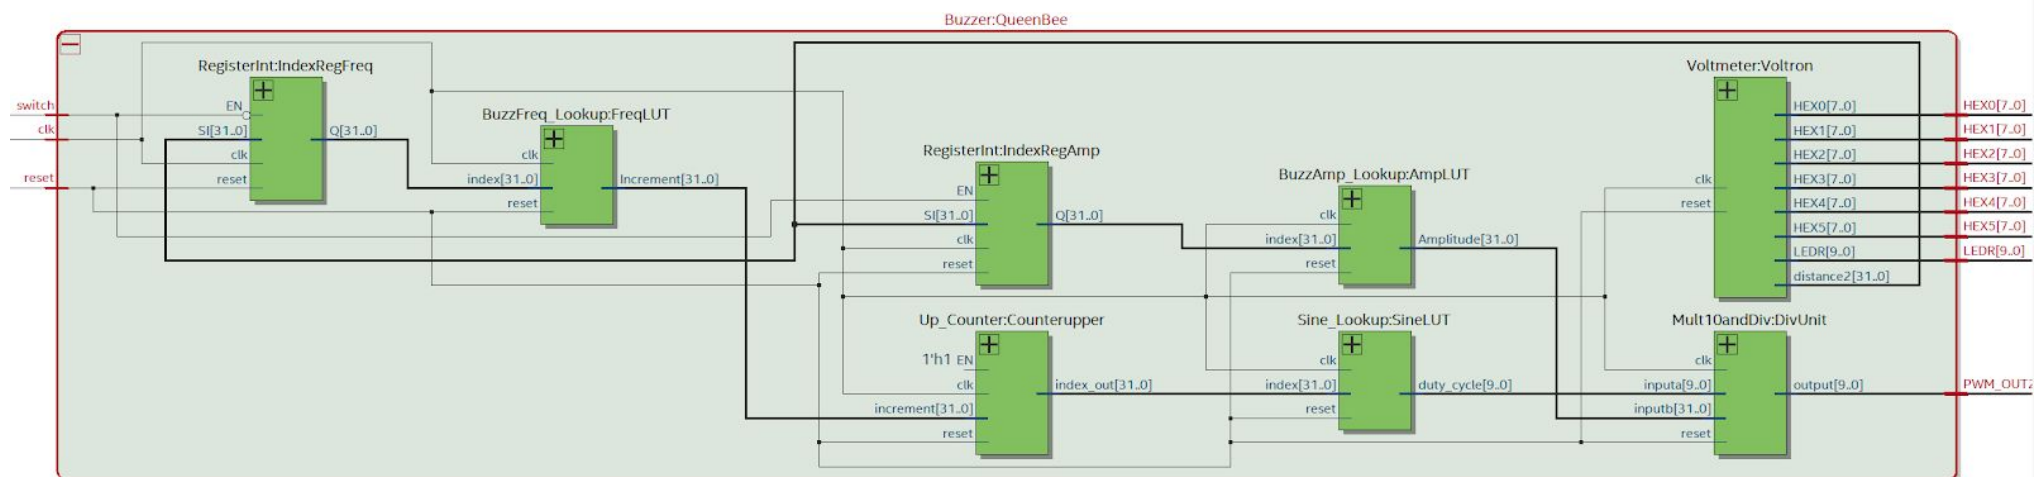 Buzzer:QueenBee
switch
clk
reset
RegisterInt:IndexRegFreq
EN
SI[31..0]
clk
reset
Q[31..0]
BuzzFreq_Lookup:FreqLUT
clk
index[31..0]
reset
Increment[31..0]
RegisterInt:IndexRegAmp
EN
SI[31..0]
clk
reset
Q[31..0]
BuzzAmp_Lookup:AmpLUT
clk
index[31..0]
reset
Amplitude[31..0]
Voltmeter:Voltron
clk
reset
HEX0[7..0]
HEX1[7..0]
HEX2[7..0]
HEX3[7..0]
HEX4[7..0]
HEX5[7..0]
LEDR[9..0]
distance2[31..0]
HEX0[7..0]
HEX1[7..0]
HEX2[7..0]
HEX3[7..0]
HEX4[7..0]
HEX5[7..0]
LEDR[9..0]
Up_Counter:Counterupper
1'h1 EN
clk
increment[31..0]
reset
index_out[31..0]
Sine_Lookup:SineLUT
clk
index[31..0]
reset
duty_cycle[9..0]
Mult10andDiv:DivUnit
clk
inputa[9..0]
inputb[31..0]
reset
output[9..0]